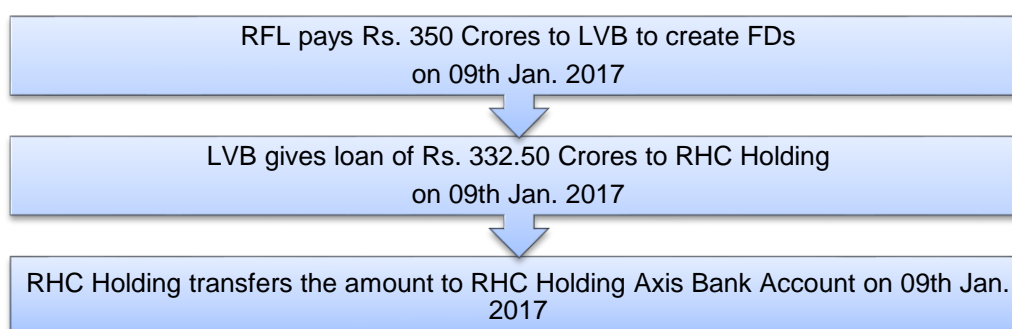 RFL pays Rs. 350 Crores to LVB to create FDs
on 09th Jan. 2017
LVB gives loan of Rs. 332.50 Crores to RHC Holding
on 09th Jan. 2017
RHC Holding transfers the amount to RHC Holding Axis Bank Account on 09th Jan.
2017